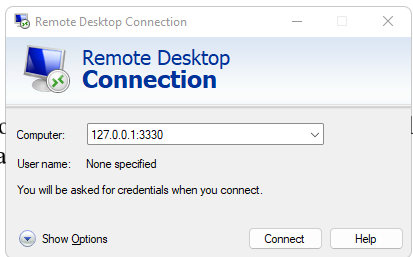 Remote Desktop Connection
Remote Desktop
Connection
Computer: 127.0.0.1:3330
User name: None specified
You will be asked for credentials when you connect.
Show Options Connect Help